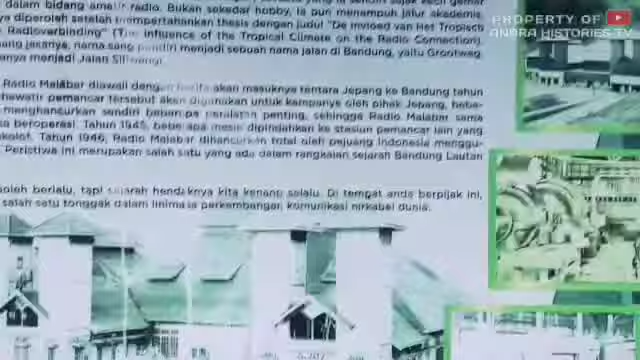 PROPERTY OF
ANDRA HISTORIES TV
dalam bidang amatir radio. Bukan sekedar hobby, ia pun menempuh jalur akademis
diperoleh setelah mempertahankan thesis dengan judul "De Invloed van Het Tropisch
Radioverbinding" (The Influence of the Tropical Climate on the Radio Connection).
jasanya, nama sang pendiri menjadi sebuah nama jalan di Bandung, yaitu Grootweg
menjadi Jalan Siliwangi.
Radio Malabar diawali dengan berita akan masuknya tentara Jepang ke Bandung tahun
pemancar tersebut akan digunakan untuk kampanye oleh pihak Jepang, bebe-
menghancurkan sendiri beberapa peralatan penting, sehingga Radio Malabar sama
beroperasi. Tahun 1945, beberapa mesin dipindahkan ke stasiun pemancar lain yang
Tahun 1946, Radio Malabar dihancurkan total oleh pejuang Indonesia menggu-
Peristiwa ini merupakan salah satu yang ada dalam rangkaian sejarah Bandung Lautan
boleh berlalu, tapi sejarah hendaknya kita kenang selalu. Di tempat anda berpijak ini,
salah satu tonggak dalam linimasa perkembangan komunikasi nirkabel dunia.